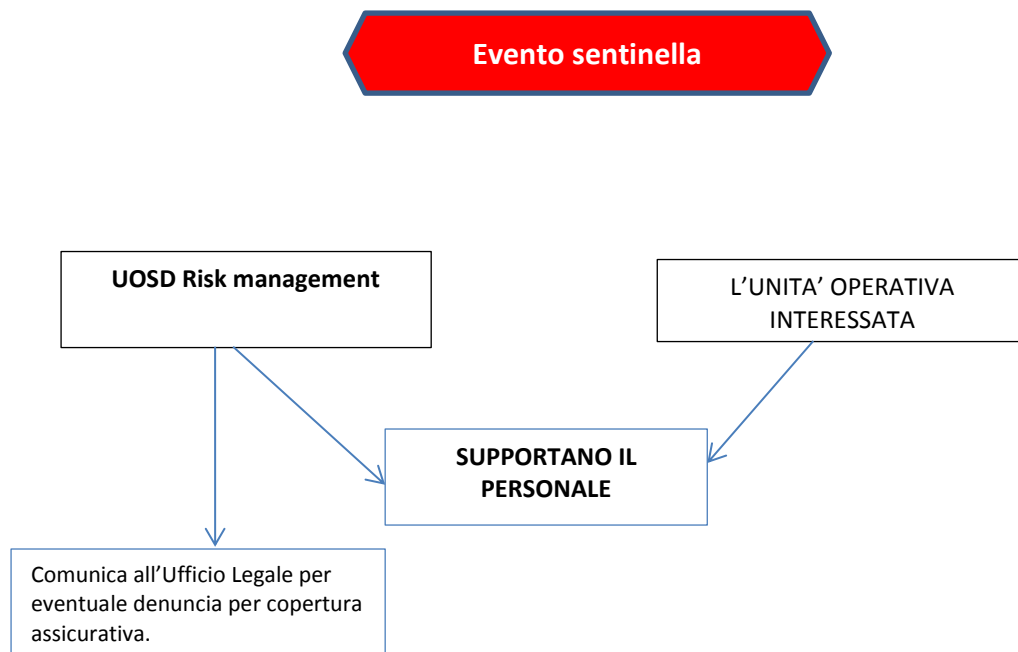 Evento sentinella
UOSD Risk management
L’UNITA’ OPERATIVA
INTERESSATA
SUPPORTANO IL
PERSONALE
Comunica all’Ufficio Legale per
eventuale denuncia per copertura
assicurativa.